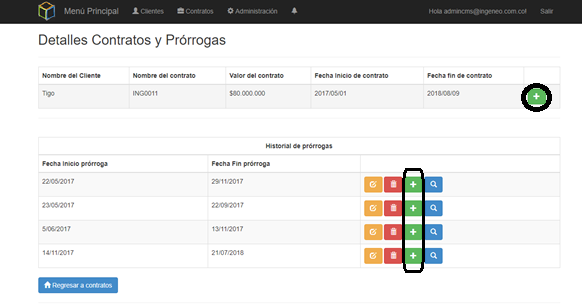 Menú Principal Clientes Contratos Administración Hola admincms@ingeneo.com.co! Salir
Detalles Contratos y Prórrogas
Nombre del Cliente Nombre del contrato Valor del contrato Fecha Inicio de contrato Fecha fin de contrato
Tigo ING0011 $80.000.000 2017/05/01 2018/08/09
Historial de prórrogas
Fecha Inicio prórroga Fecha Fin prórroga
22/05/2017 29/11/2017
23/05/2017 22/09/2017
5/06/2017 13/11/2017
14/11/2017 21/07/2018
Regresar a contratos